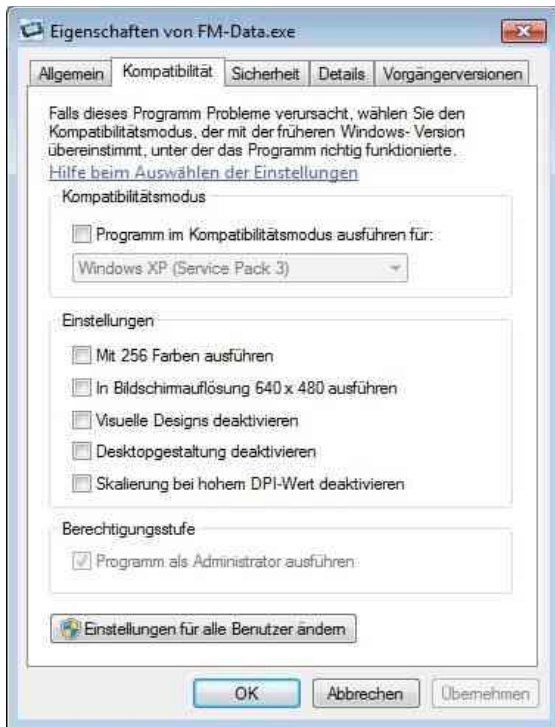 Eigenschaften von FM-Data.exe
Allgemein Kompatibilität Sicherheit Details Vorgängerversionen
Falls dieses Programm Probleme verursacht, wählen Sie den
Kompatibilitätsmodus, der mit der früheren Windows- Version
übereinstimmt, unter der das Programm richtig funktionierte.
Hilfe beim Auswählen der Einstellungen
Kompatibilitätsmodus
Programm im Kompatibilitätsmodus ausführen für:
Windows XP (Service Pack 3)
Einstellungen
Mit 256 Farben ausführen
In Bildschirmauflösung 640 x 480 ausführen
Visuelle Designs deaktivieren
Desktopgestaltung deaktivieren
Skalierung bei hohem DPI-Wert deaktivieren
Berechtigungsstufe
Programm als Administrator ausführen
Einstellungen für alle Benutzer ändern
OK Abbrechen Übernehmen